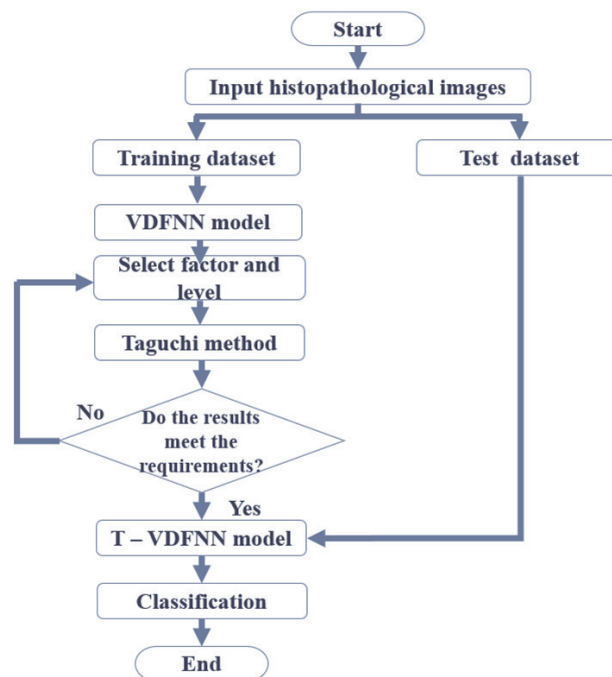 Start
Input histopathological images
Training dataset
Test dataset
VDFNN model
Select factor and
level
Taguchi method
No
Do the results
meet the
requirements?
Yes
T – VDFNN model
Classification
End